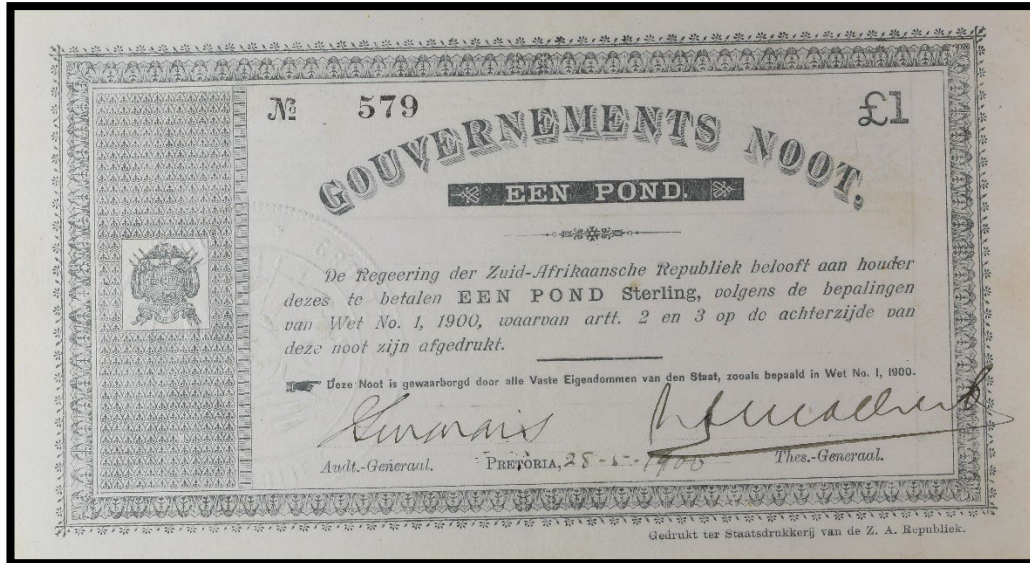 № 579 £1
GOUVERNEMENTS NOOT,
EEN POND.
De Regeering der Zuid-Afrikaansche Republiek belooft aan houder
dezes te betalen EEN POND Sterling, volgens de bepalingen
van Wet No. 1, 1900, waarvan artt. 2 en 3 op de achterzijde van
deze noot zijn afgedrukt.
Deze Noot is gewaarborgd door alle Vaste Eigendommen van den Staat, zooals bepaald in Wet No. 1, 1900.
Audt.-Generaal. PRETORIA, 28-5-1900 Thes.-Generaal.
Gedrukt ter Staatsdrukkerij van de Z. A. Republiek.